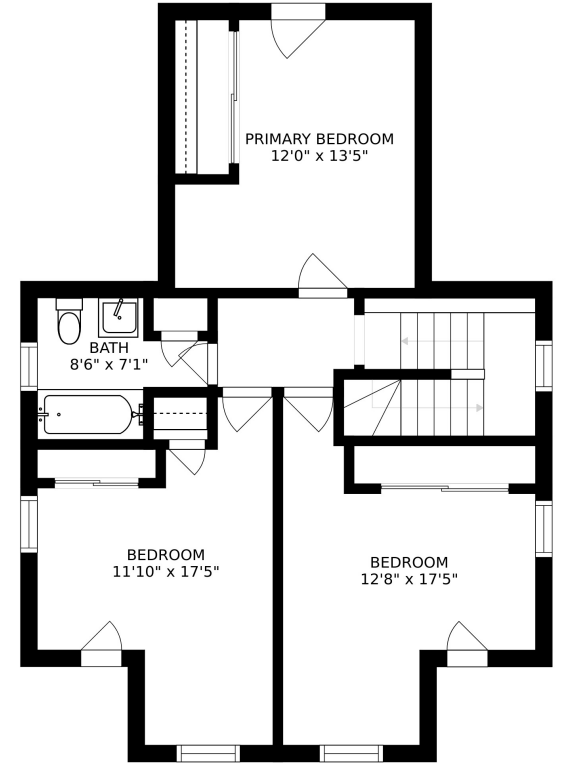 PRIMARY BEDROOM
12'0" x 13'5"
BATH
8'6" x 7'1"
BEDROOM
11'10" x 17'5"
BEDROOM
12'8" x 17'5"